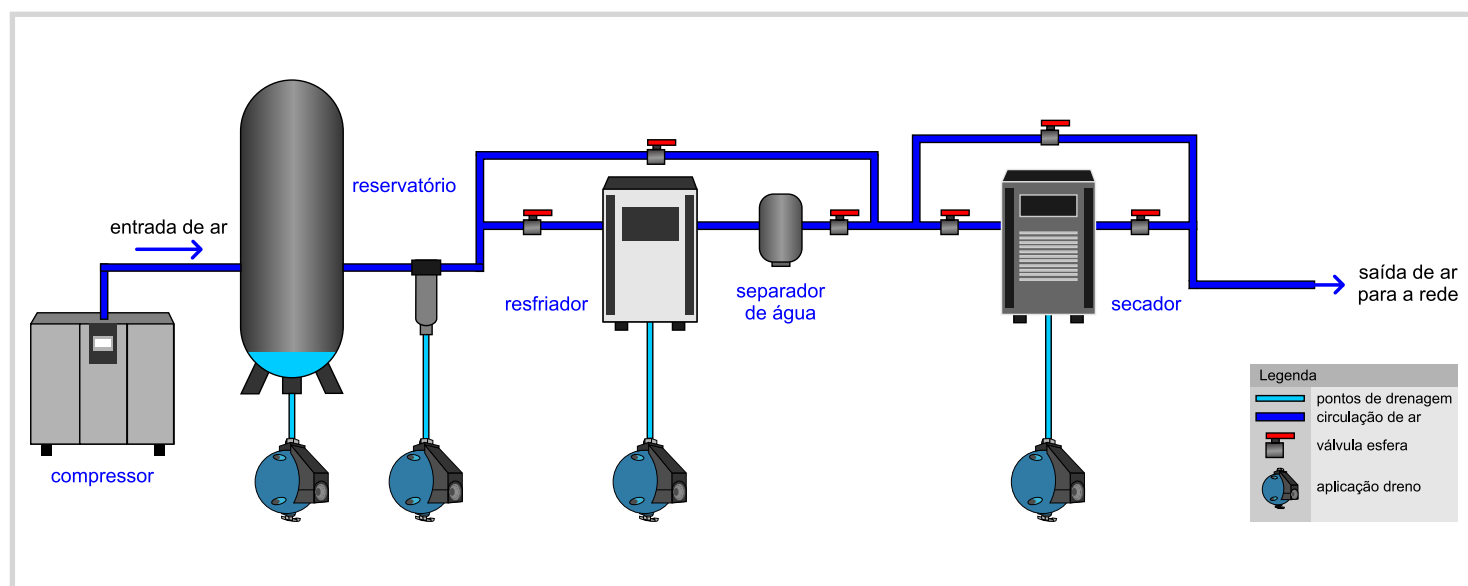 reservatório
entrada de ar
compressor
resfriador
separador
de água
secador
saída de ar
para a rede
Legenda
pontos de drenagem
circulação de ar
válvula esfera
aplicação dreno